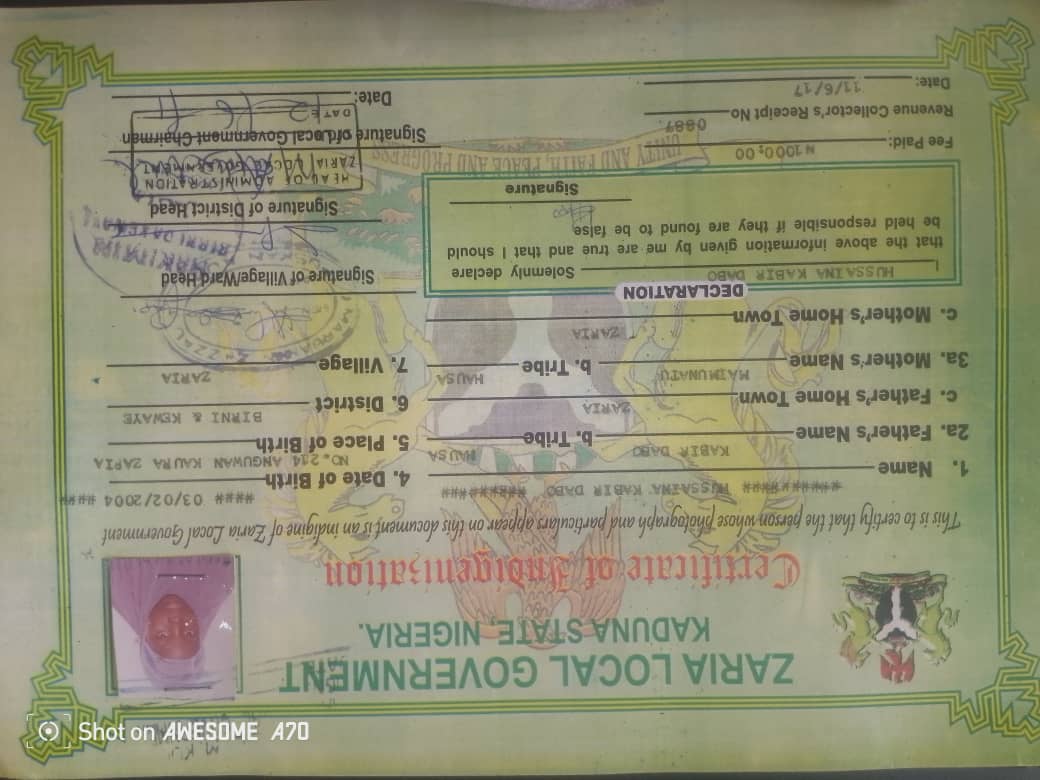 ZARIA LOCAL GOVERNMENT
KADUNA STATE, NIGERIA.
Certificate of Indigenisation
This is to certify that the person whose photograph and particulars appear on this document is an indigine of Zaria Local Government
1. Name ########## HUSSAINA KABIR DABO ########
2a. Father's Name KABIR DABO b. Tribe HAUSA
c. Father's Home Town ZARIA
3a. Mother's Name MAIMUNATU b. Tribe HAUSA
c. Mother's Home Town ZARIA
4. Date of Birth #### 03/02/2004 ####
5. Place of Birth NO.214 ANGUWAN KAURA ZARIA
6. District BIRNI & KEWAYE
7. Village ZARIA
DECLARATION
I HUSSAINA KABIR DABO Solemnly declare
that the above information given by me are true and that I should
be held responsible if they are found to be false
Signature
Signature of Village/Ward Head
Signature of District Head
HEAD OF ADMINISTRATION
ZARIA LOCAL GOVERNMENT
Signature of Local Government Chairman
DATE
Date:
UNITY AND FAITH, PEACE AND PROGRESS
Fee Paid: ₦1000;00
Revenue Collector's Receipt No 0887
Date: 11/6/17
Shot on AWESOME A70